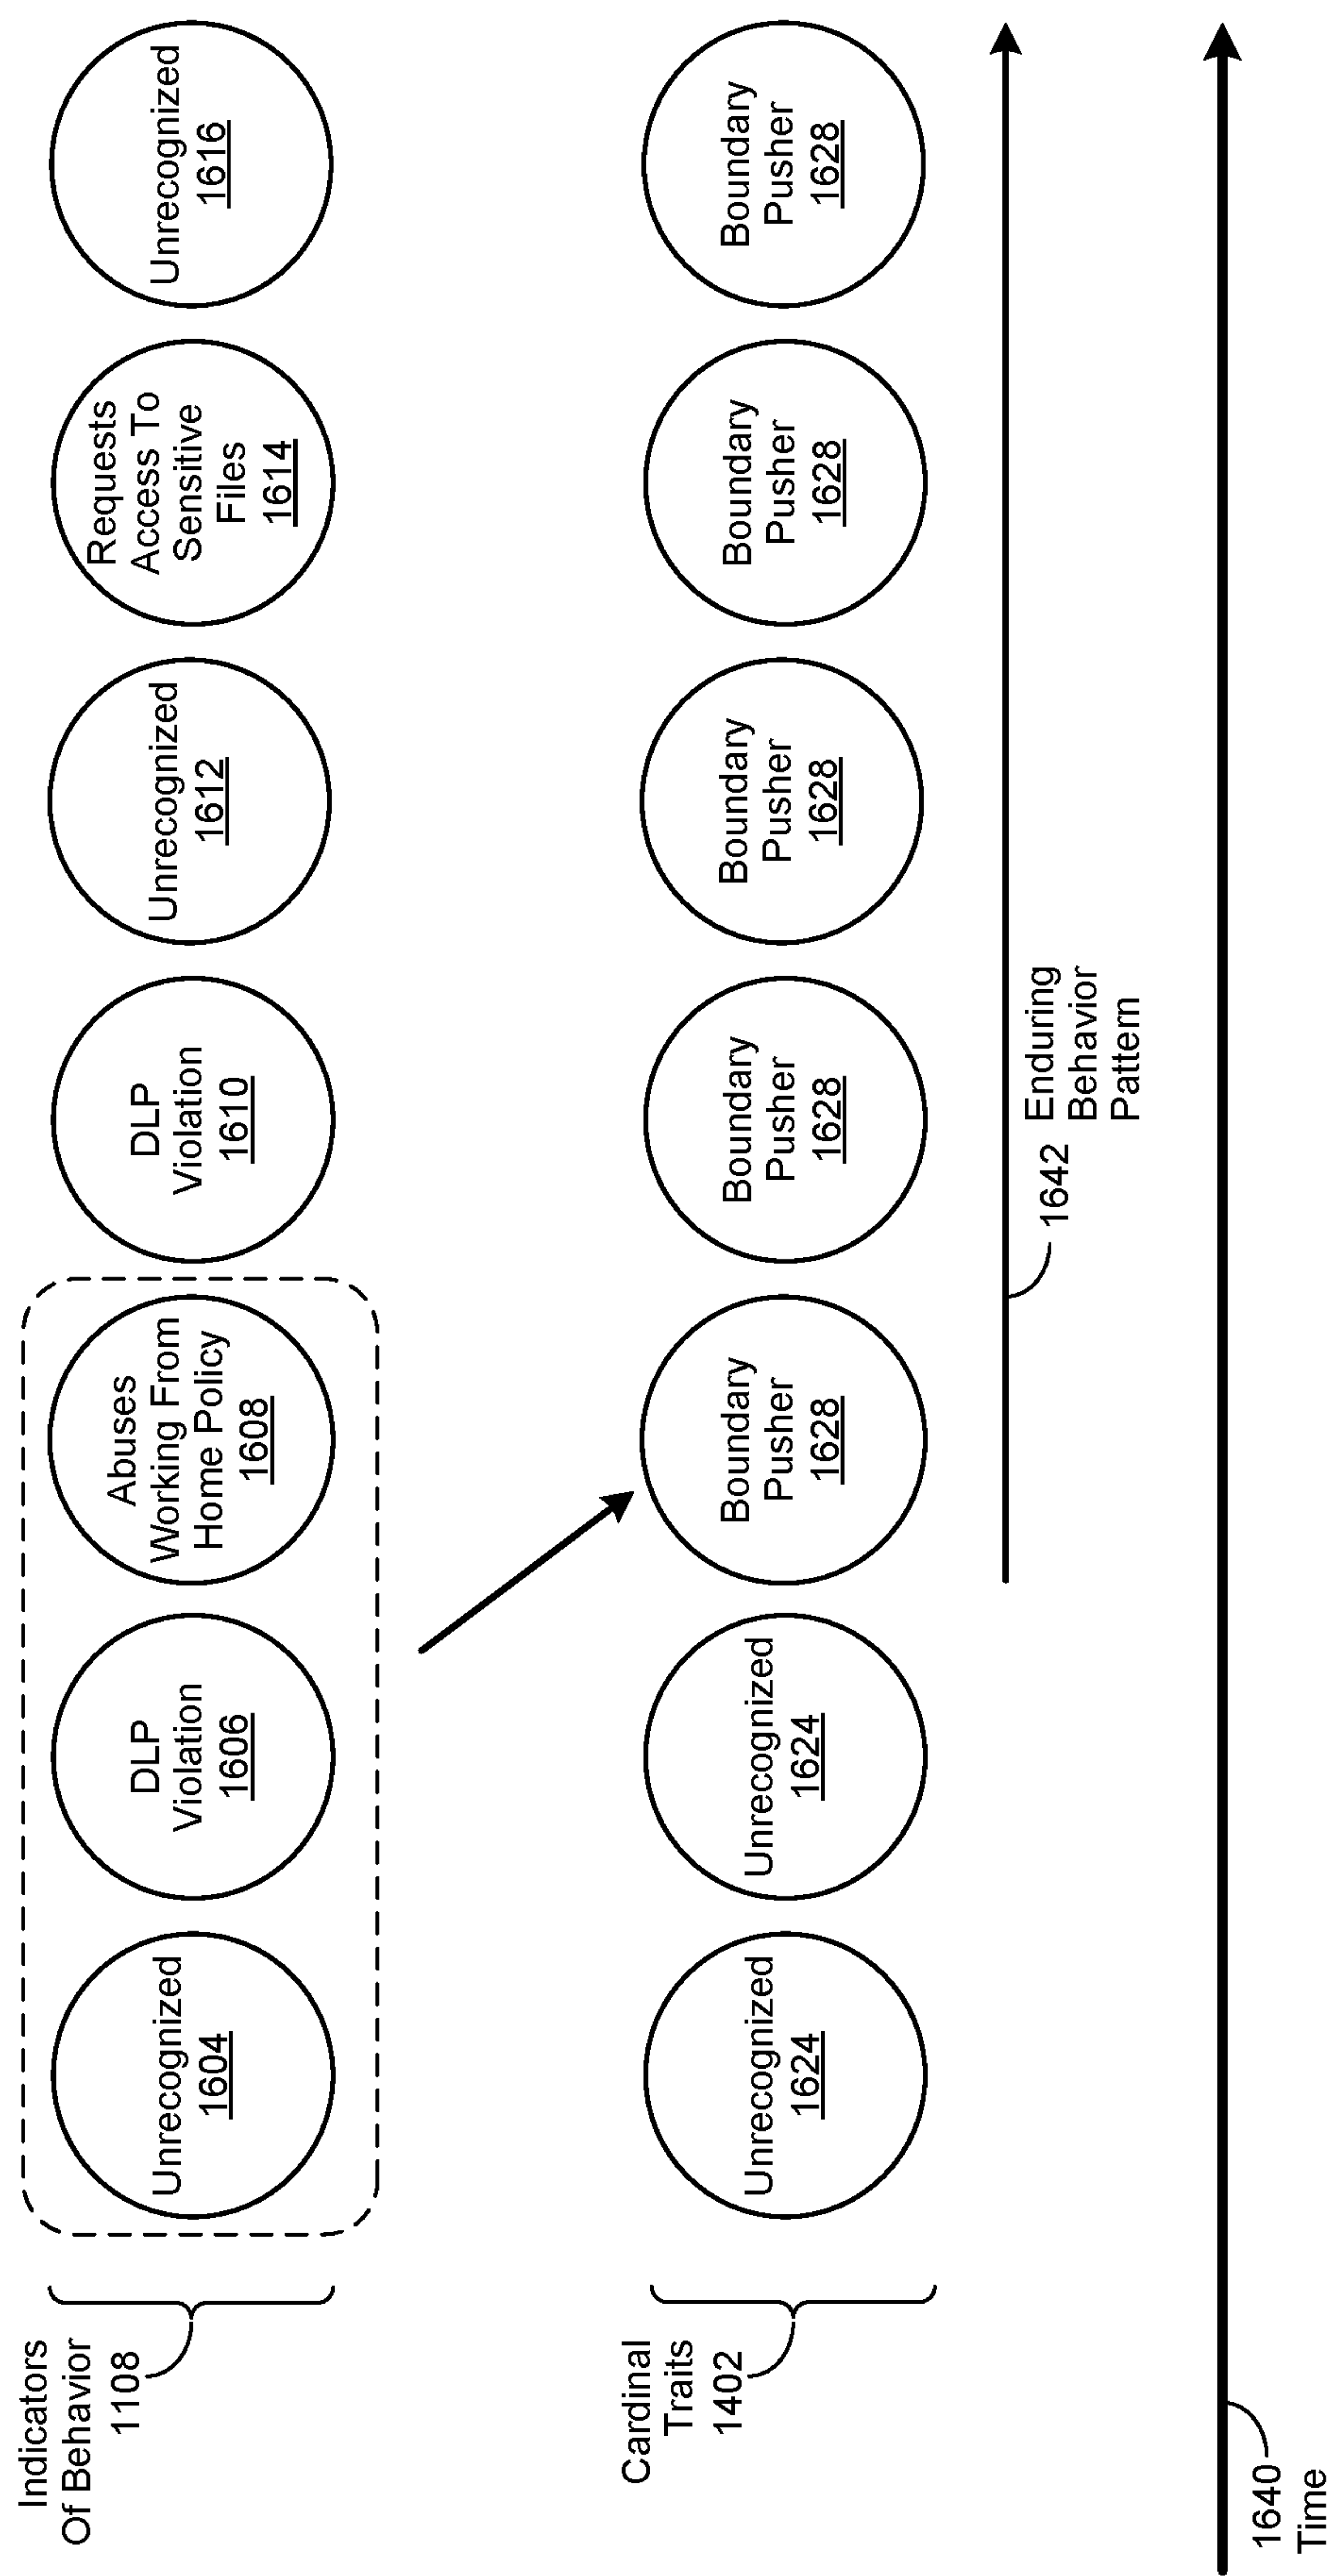 Indicators
Of Behavior
1108
Unrecognized
1604
DLP
Violation
1606
Abuses
Working From
Home Policy
1608
DLP
Violation
1610
Unrecognized
1612
Requests
Access To
Sensitive
Files
1614
Unrecognized
1616
Cardinal
Traits
1402
Unrecognized
1624
Unrecognized
1624
Boundary
Pusher
1628
Boundary
Pusher
1628
Boundary
Pusher
1628
Boundary
Pusher
1628
Boundary
Pusher
1628
1642 Enduring
Behavior
Pattern
1640
Time